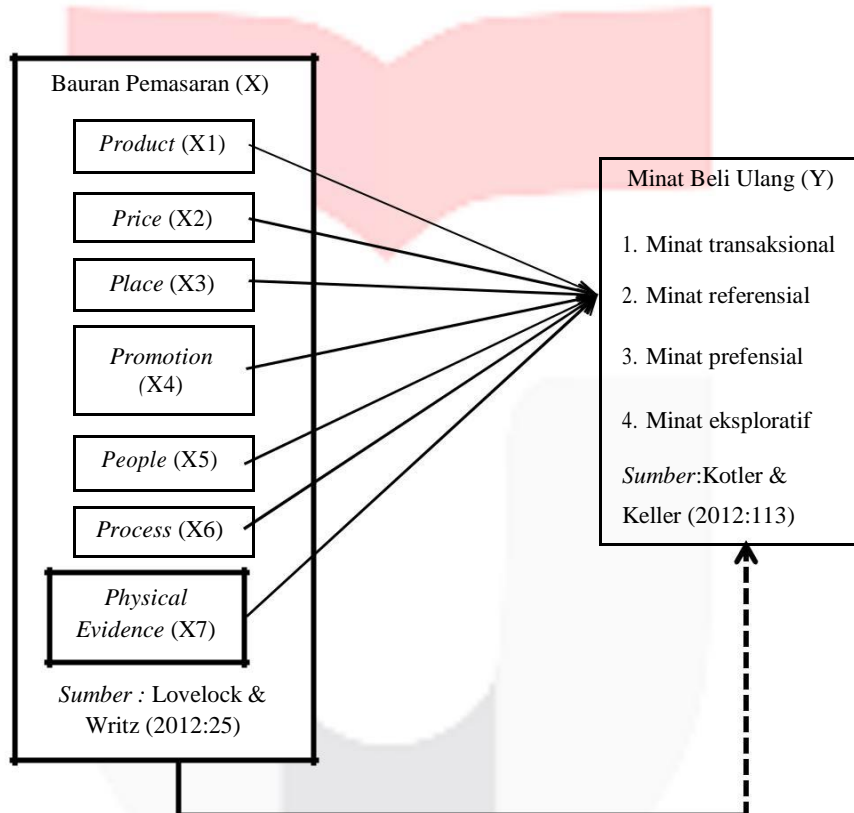 Bauran Pemasaran (X)
Product (X1)
Price (X2)
Place (X3)
Promotion
(X4)
People (X5)
Process (X6)
Physical
Evidence (X7)
Sumber : Lovelock &
Writz (2012:25)
Minat Beli Ulang (Y)
1. Minat transaksional
2. Minat referensial
3. Minat prefensial
4. Minat eksploratif
Sumber:Kotler &
Keller (2012:113)